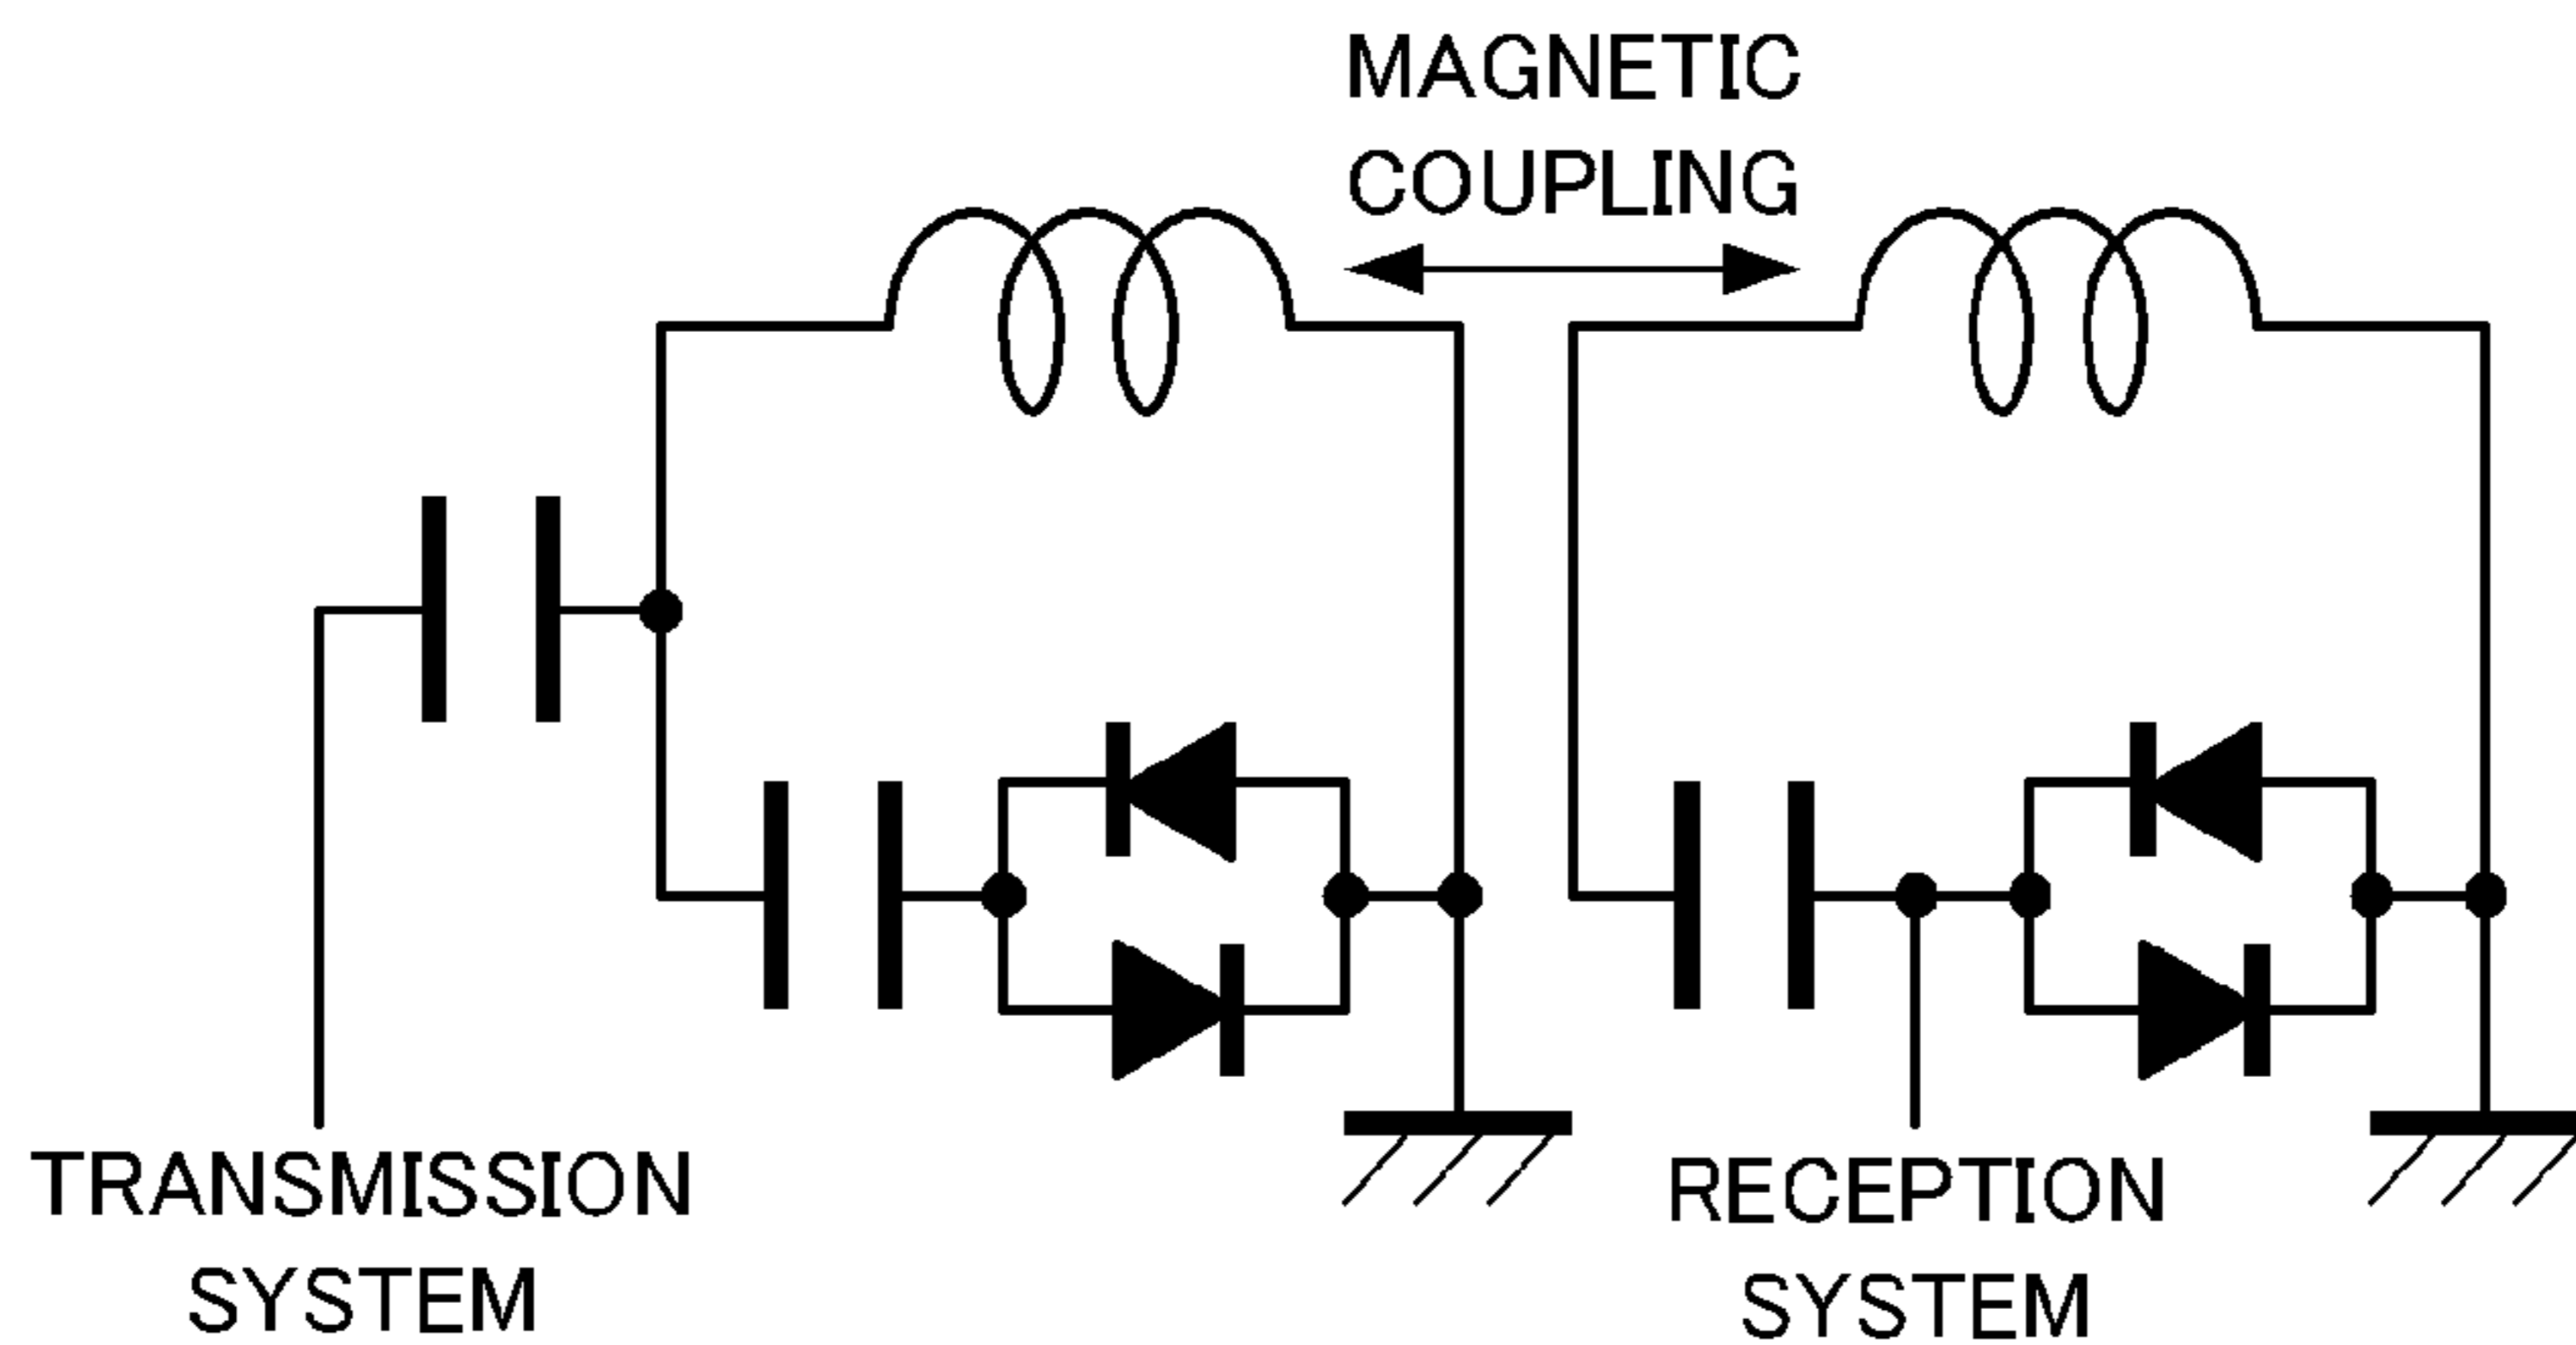 MAGNETIC
COUPLING
TRANSMISSION
SYSTEM
RECEPTION
SYSTEM